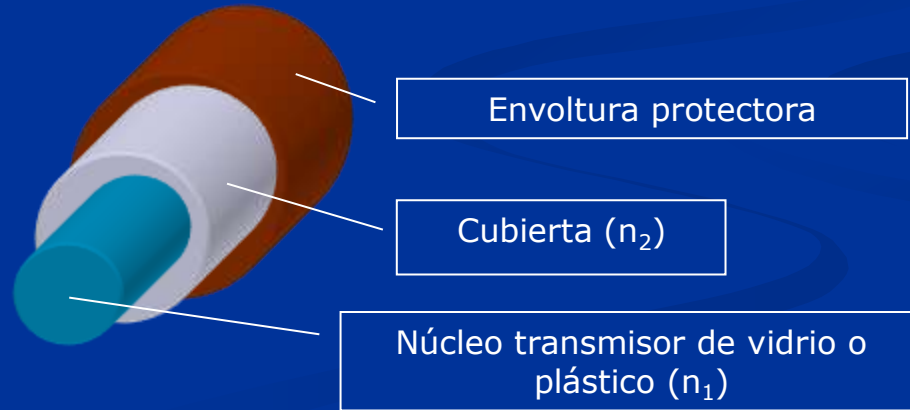 Envoltura protectora
Cubierta (n₂)
Núcleo transmisor de vidrio o
plástico (n₁)